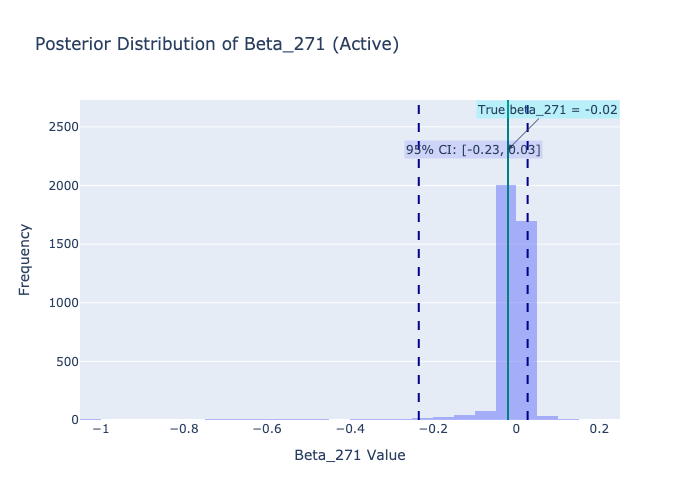 Posterior Distribution of Beta_271 (Active)
True beta_271 = -0.02
95% CI: [-0.23, 0.03]
2500
2000
1500
1000
500
0
Frequency
−1
−0.8
−0.6
−0.4
−0.2
0
0.2
Beta_271 Value